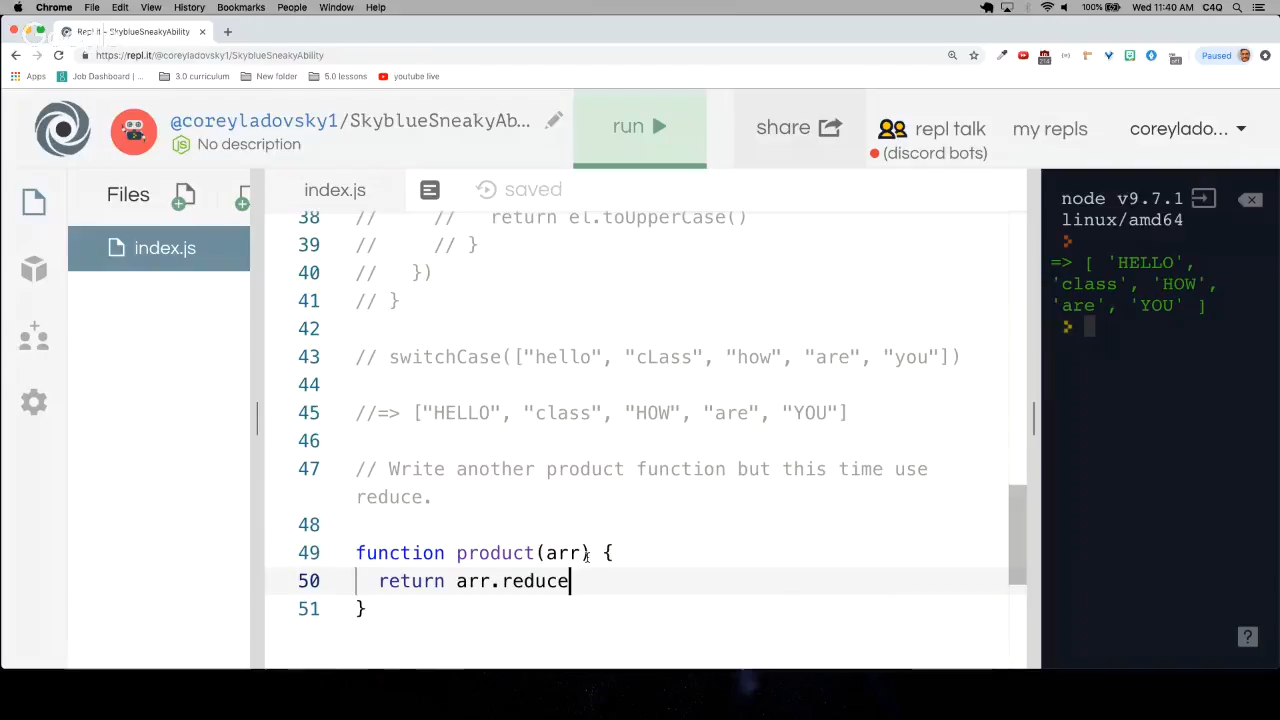 Chrome File Edit View History Bookmarks People Window Help 100% Wed 11:40 AM C4Q
Repl.it - SkyblueSneakyAbility
https://repl.it/@coreyladovsky1/SkyblueSneakyAbility Paused
Apps Job Dashboard | ... 3.0 curriculum New folder 5.0 lessons youtube live
@coreyladovsky1/SkyblueSneakyAb...
No description
run
share
repl talk
(discord bots)
my repls
coreylado...
Files
index.js
index.js
saved
38 // // return el.toUpperCase()
39 // // }
40 // })
41 // }
42
43 // switchCase(["hello", "cLass", "how", "are", "you"])
44
45 //=> ["HELLO", "class", "HOW", "are", "YOU"]
46
47 // Write another product function but this time use
reduce.
48
49 function product(arr) {
50 return arr.reduce
51 }
node v9.7.1
linux/amd64
=> [ 'HELLO',
'class', 'HOW',
'are', 'YOU' ]
?